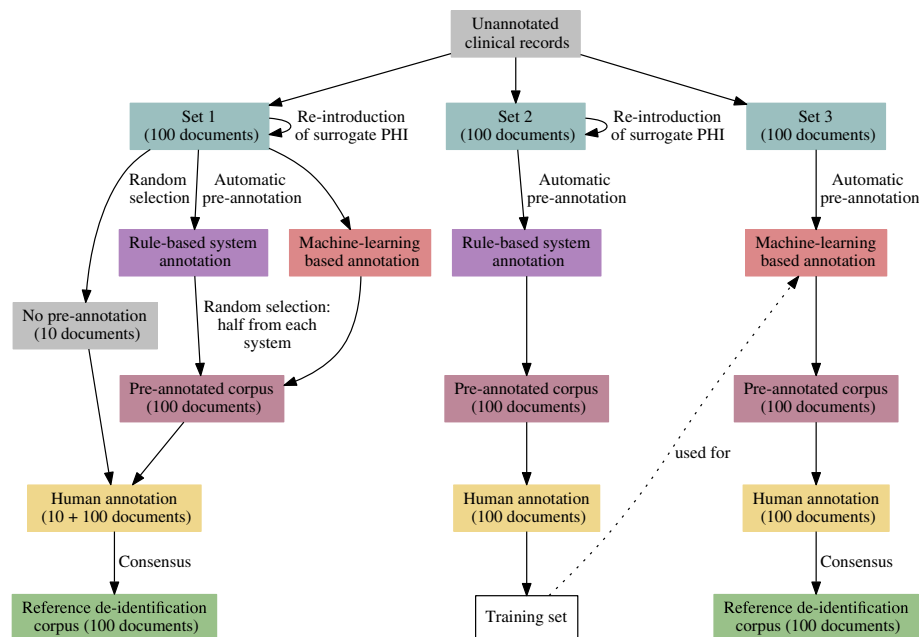 Unannotated
clinical records
Set 1
(100 documents)
Re-introduction
of surrogate PHI
Set 2
(100 documents)
Re-introduction
of surrogate PHI
Set 3
(100 documents)
Random
selection
Automatic
pre-annotation
Automatic
pre-annotation
Automatic
pre-annotation
Rule-based system
annotation
Machine-learning
based annotation
Rule-based system
annotation
Machine-learning
based annotation
No pre-annotation
(10 documents)
Random selection:
half from each
system
Pre-annotated corpus
(100 documents)
Pre-annotated corpus
(100 documents)
Pre-annotated corpus
(100 documents)
used for
Human annotation
(10 + 100 documents)
Human annotation
(100 documents)
Human annotation
(100 documents)
Consensus
Consensus
Reference de-identification
corpus (100 documents)
Training set
Reference de-identification
corpus (100 documents)